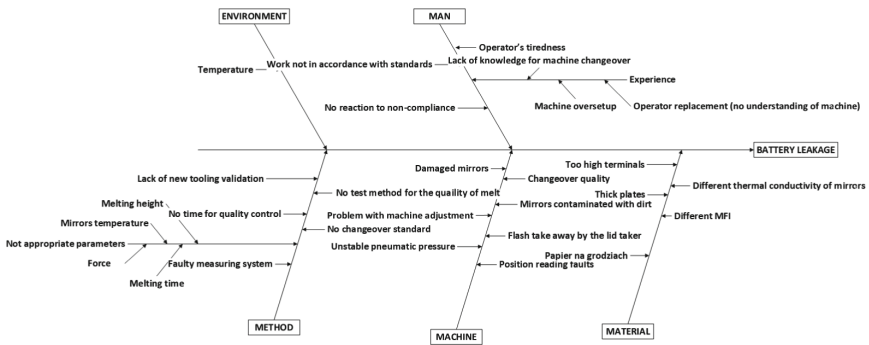 ENVIRONMENT
MAN
Operator's tiredness
Temperature
Work not in accordance with standards
Lack of knowledge for machine changeover
Experience
No reaction to non-compliance
Machine oversetup
Operator replacement (no understanding of machine)
BATTERY LEAKAGE
Damaged mirrors
Too high terminals
Lack of new tooling validation
Changeover quality
Different thermal conductivity of mirrors
No test method for the quaility of melt
Thick plates
Melting height
Mirrors contaminated with dirt
No time for quality control
Problem with machine adjustment
Different MFI
Mirrors temperature
No changeover standard
Not appropriate parameters
Flash take away by the lid taker
Unstable pneumatic pressure
Papier na grodziach
Force
Faulty measuring system
Position reading faults
Melting time
METHOD
MACHINE
MATERIAL